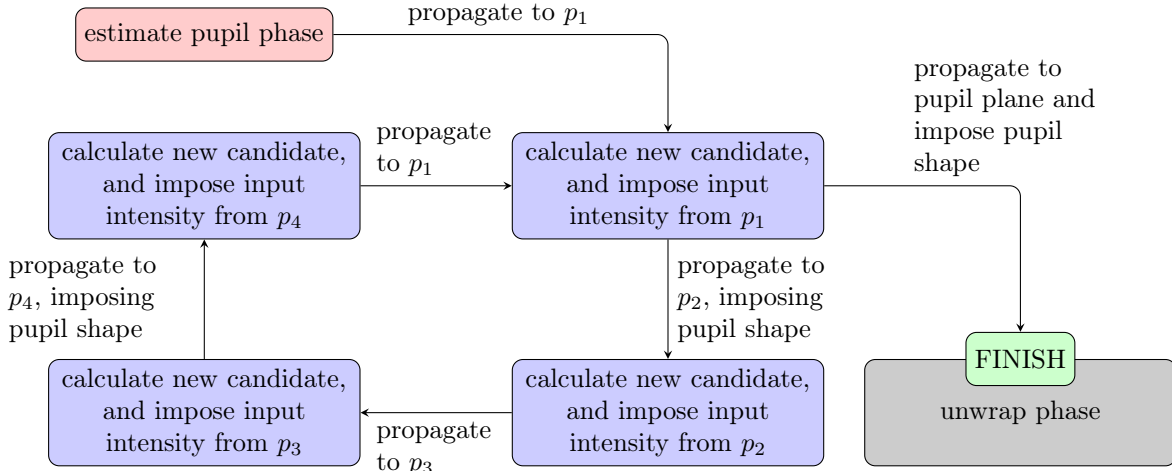 propagate to p₁
estimate pupil phase
propagate to
pupil plane and
impose pupil
shape
calculate new candidate,
and impose input
intensity from p₄
propagate
to p₁
calculate new candidate,
and impose input
intensity from p₁
propagate to
p₄, imposing
pupil shape
propagate to
p₂, imposing
pupil shape
calculate new candidate,
and impose input
intensity from p₃
propagate
to p₃
calculate new candidate,
and impose input
intensity from p₂
FINISH
unwrap phase